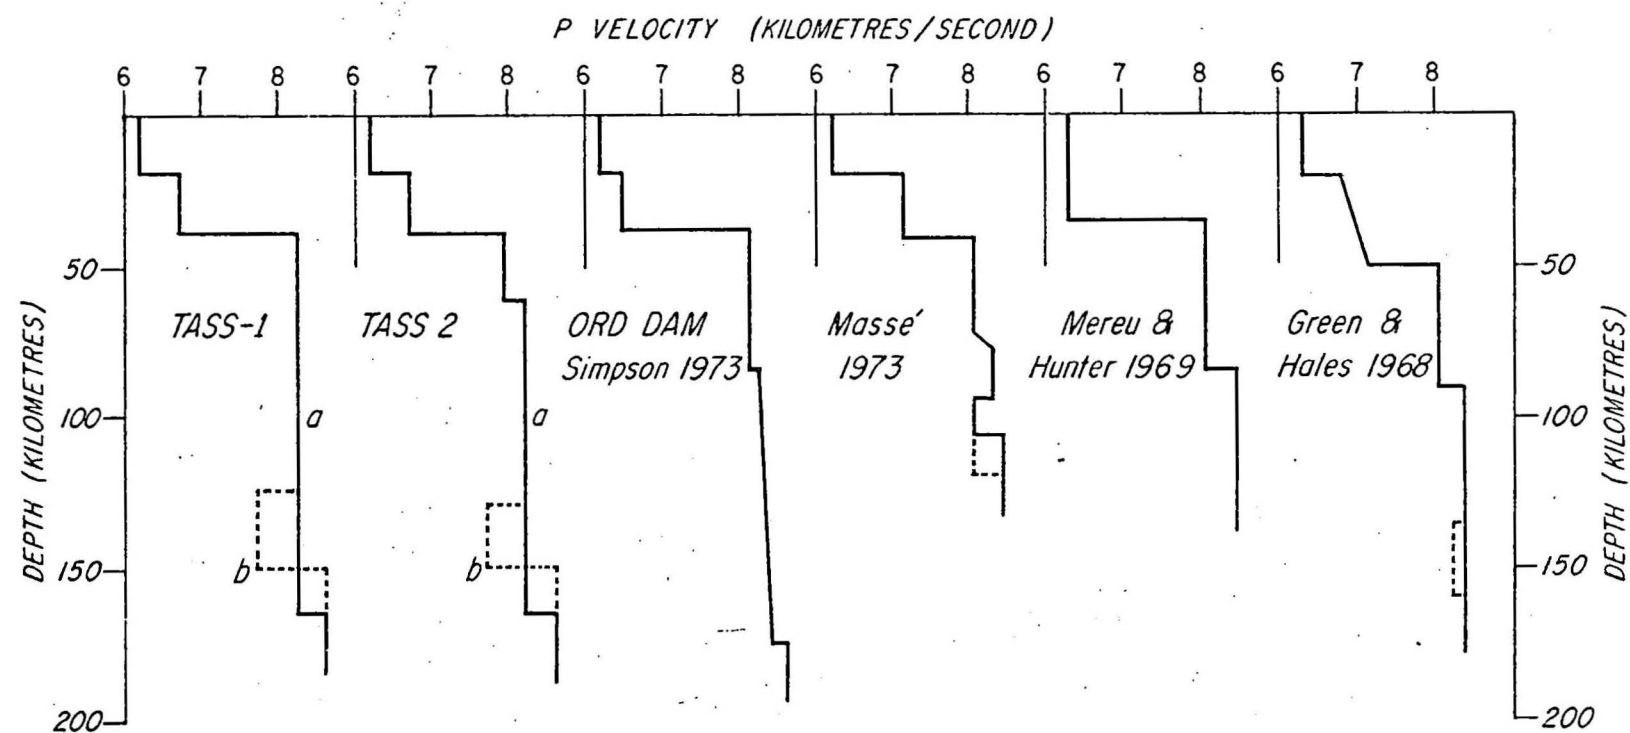 P VELOCITY (KILOMETRES/SECOND)
6 7 8 6 7 8 6 7 8 6 7 8 6 7 8 6 7 8
50 50
TASS-1 TASS 2 ORD DAM Masse´ Mereu & Green &
Simpson 1973 1973 Hunter 1969 Hales 1968
100 a a 100
DEPTH (KILOMETRES) DEPTH (KILOMETRES)
150 b b 150
200 200